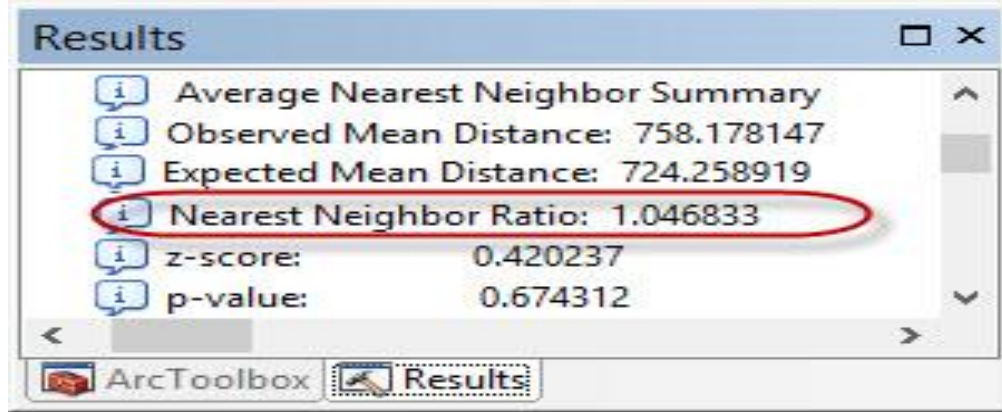 Results
Average Nearest Neighbor Summary
Observed Mean Distance: 758.178147
Expected Mean Distance: 724.258919
Nearest Neighbor Ratio: 1.046833
z-score: 0.420237
p-value: 0.674312
ArcToolbox Results